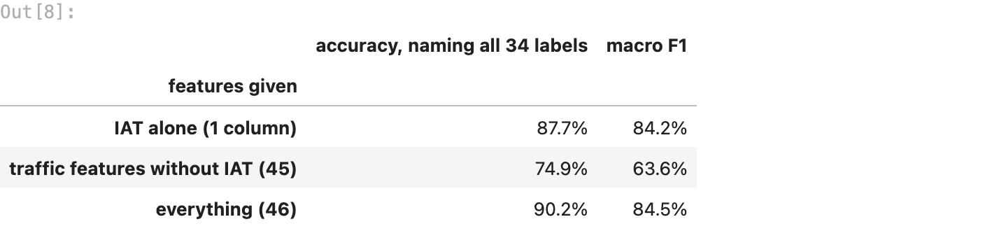 Out[8]:
accuracy, naming all 34 labels macro F1
features given
IAT alone (1 column) 87.7% 84.2%
traffic features without IAT (45) 74.9% 63.6%
everything (46) 90.2% 84.5%